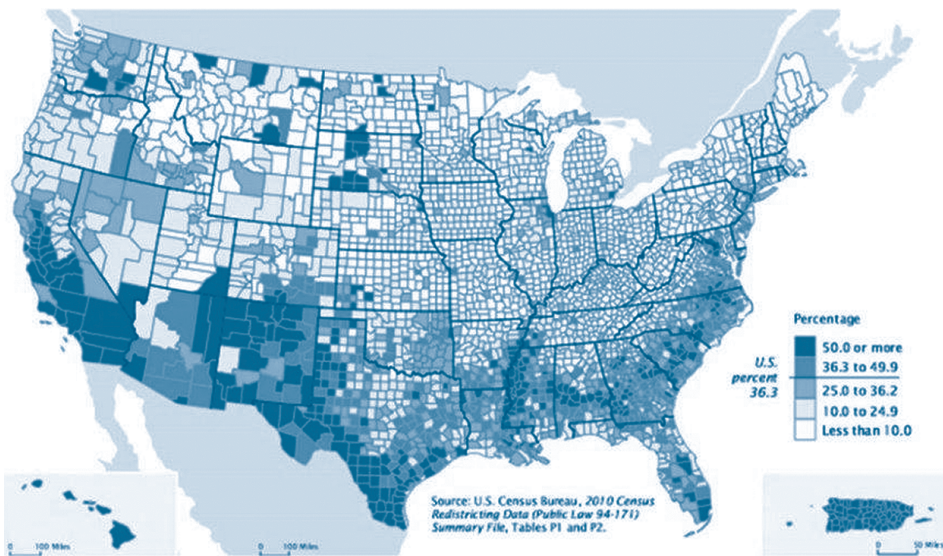 Percentage
50.0 or more
36.3 to 49.9
U.S.
percent
36.3
25.0 to 36.2
10.0 to 24.9
Less than 10.0
Source: U.S. Census Bureau, 2010 Census
Redistricting Data (Public Law 94-171)
Summary File, Tables P1 and P2.
0 100 Miles
0 100 Miles
0 50 Miles